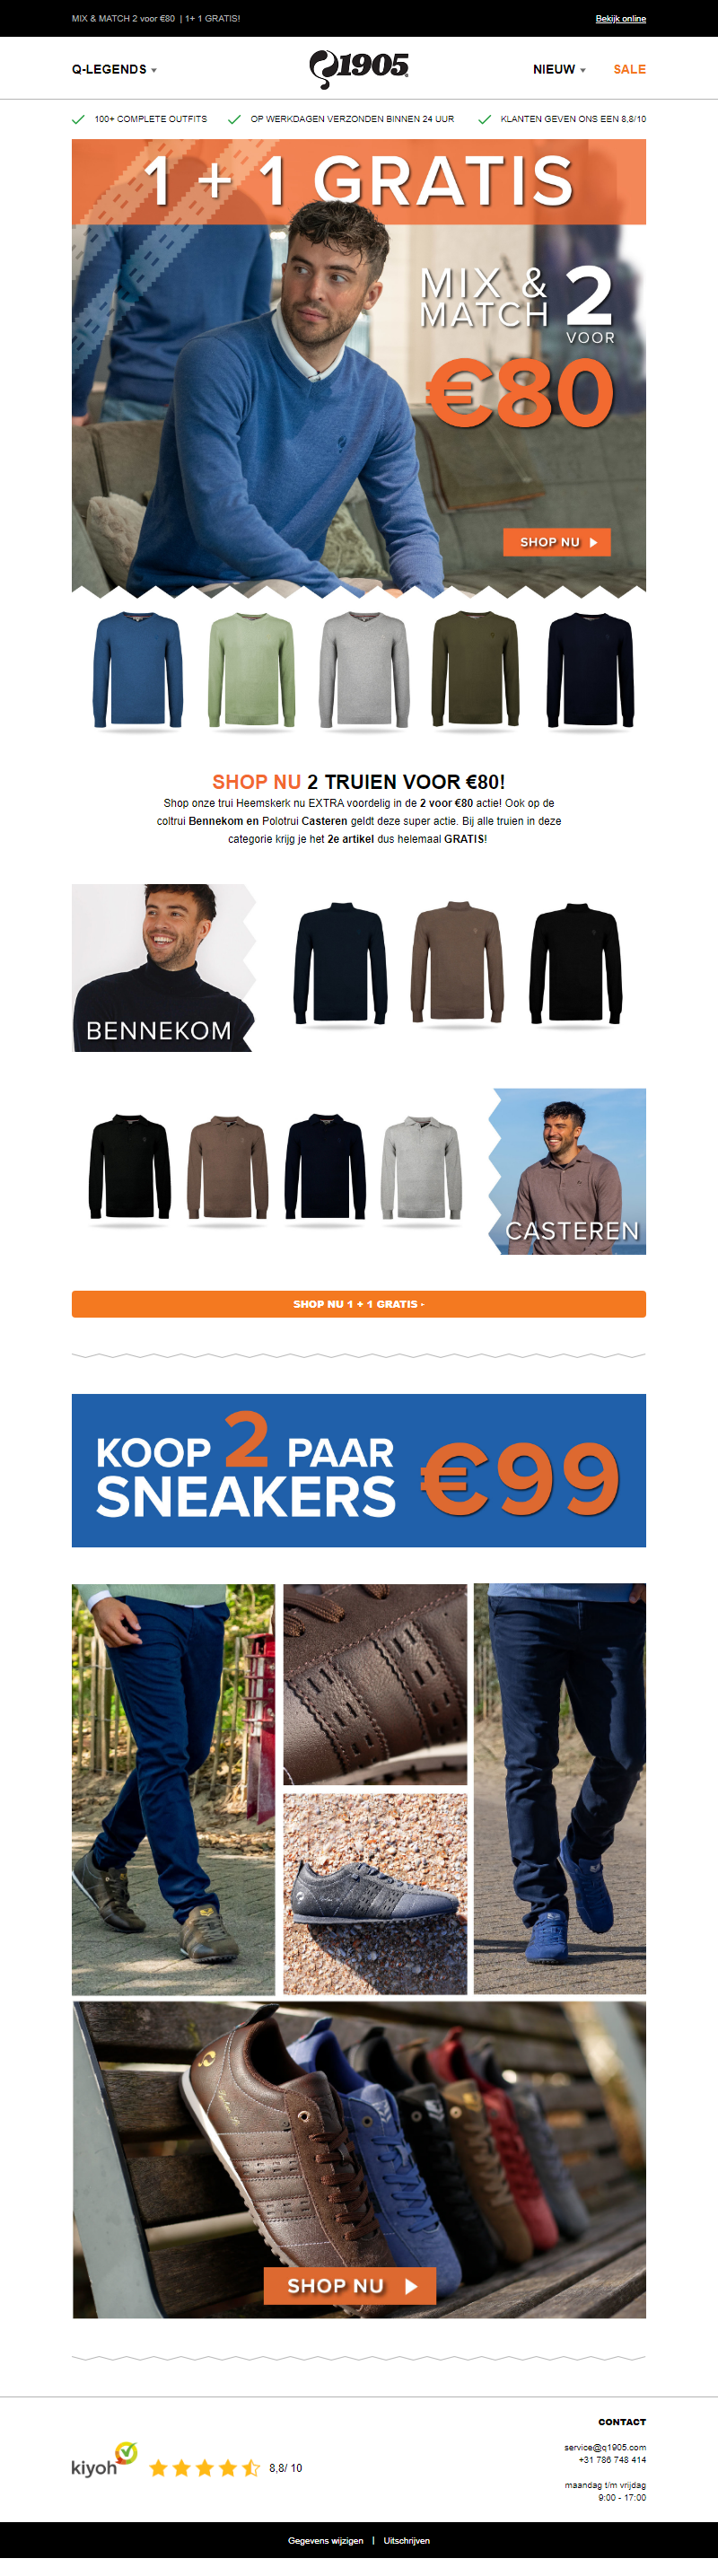 MIX & MATCH 2 voor €80 | 1+ 1 GRATIS!
Bekijk online
Q-LEGENDS
Q1905
NIEUW
SALE
100+ COMPLETE OUTFITS
OP WERKDAGEN VERZONDEN BINNEN 24 UUR
KLANTEN GEVEN ONS EEN 8,8/10
1 + 1 GRATIS
MIX & MATCH 2 VOOR
€80
SHOP NU
SHOP NU 2 TRUIEN VOOR €80!
Shop onze trui Heemskerk nu EXTRA voordelig in de 2 voor €80 actie! Ook op de
coltrui Bennekom en Polotrui Casteren geldt deze super actie. Bij alle truien in deze
categorie krijg je het 2e artikel dus helemaal GRATIS!
BENNEKOM
CASTEREN
SHOP NU 1 + 1 GRATIS
KOOP 2 PAAR
SNEAKERS €99
SHOP NU
CONTACT
service@q1905.com
+31 786 748 414
maandag t/m vrijdag
9:00 - 17:00
kiyoh
8,8/ 10
Gegevens wijzigen | Uitschrijven